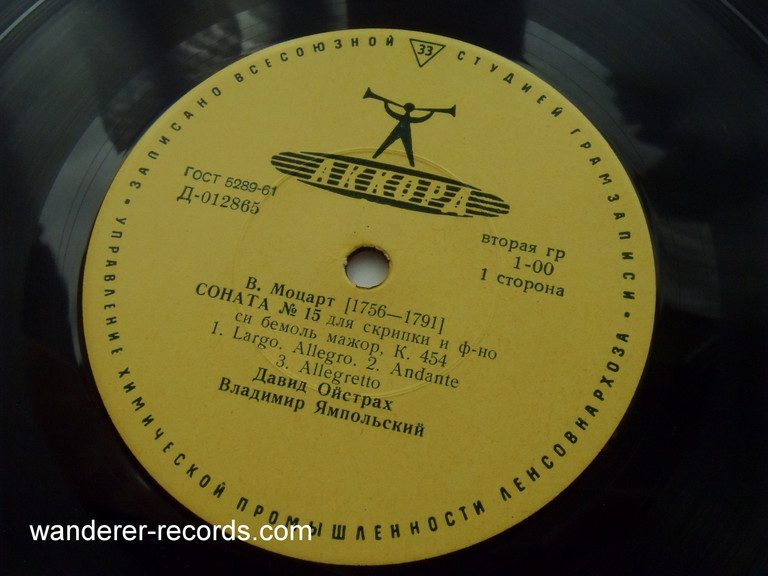 • ЗАПИСАНО ВСЕСОЮЗНОЙ 33 СТУДИЕЙ ГРАМЗАПИСИ •
УПРАВЛЕНИЕ ХИМИЧЕСКОЙ ПРОМЫШЛЕННОСТИ ЛЕНСОВНАРХОЗА
АККОРД
ГОСТ 5289-61
Д-012865
вторая гр
1-00
1 сторона
В. Моцарт [1756—1791]
СОНАТА № 15 для скрипки и ф-но
си бемоль мажор, К. 454
1. Largo. Allegro. 2. Andante
3. Allegretto
Давид Ойстрах
Владимир Ямпольский
wanderer-records.com